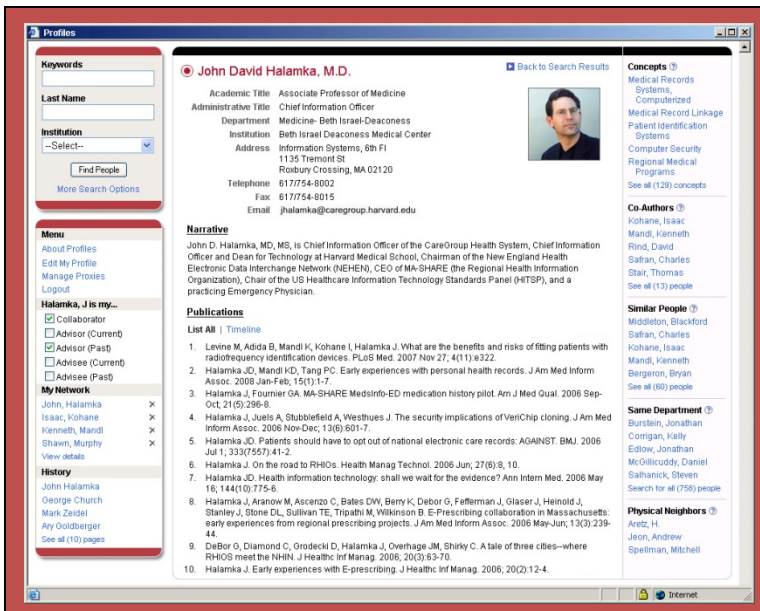 Profiles
Keywords
Last Name
Institution
--Select--
Find People
More Search Options
Menu
About Profiles
Edit My Profile
Manage Proxies
Logout
Halamka, J is my...
Collaborator
Advisor (Current)
Advisor (Past)
Advisee (Current)
Advisee (Past)
My Network
John, Halamka
Isaac, Kohane
Kenneth, Mandl
Shawn, Murphy
View details
History
John Halamka
George Church
Mark Zeidel
Ary Goldberger
See all (10) pages
John David Halamka, M.D.
Back to Search Results
Academic Title Associate Professor of Medicine
Administrative Title Chief Information Officer
Department Medicine- Beth Israel-Deaconess
Institution Beth Israel Deaconess Medical Center
Address Information Systems, 6th Fl
1135 Tremont St
Roxbury Crossing, MA 02120
Telephone 617/754-8002
Fax 617/754-8015
Email jhalamka@caregroup.harvard.edu
Narrative
John D. Halamka, MD, MS, is Chief Information Officer of the CareGroup Health System, Chief Information
Officer and Dean for Technology at Harvard Medical School, Chairman of the New England Health
Electronic Data Interchange Network (NEHEN), CEO of MA-SHARE (the Regional Health Information
Organization), Chair of the US Healthcare Information Technology Standards Panel (HITSP), and a
practicing Emergency Physician.
Publications
List All | Timeline
1. Levine M, Adida B, Mandl K, Kohane I, Halamka J. What are the benefits and risks of fitting patients with
radiofrequency identification devices. PLoS Med. 2007 Nov 27; 4(11):e322.
2. Halamka JD, Mandl KD, Tang PC. Early experiences with personal health records. J Am Med Inform
Assoc. 2008 Jan-Feb; 15(1):1-7.
3. Halamka J, Fournier GA. MA-SHARE MedsInfo-ED medication history pilot. Am J Med Qual. 2006 Sep-
Oct; 21(5):296-8.
4. Halamka J, Juels A, Stubblefield A, Westhues J. The security implications of VeriChip cloning. J Am Med
Inform Assoc. 2006 Nov-Dec; 13(6):601-7.
5. Halamka JD. Patients should have to opt out of national electronic care records: AGAINST. BMJ. 2006
Jul 1; 333(7557):41-2.
6. Halamka J. On the road to RHIOs. Health Manag Technol. 2006 Jun; 27(6):8, 10.
7. Halamka JD. Health information technology: shall we wait for the evidence? Ann Intern Med. 2006 May
16; 144(10):775-6.
8. Halamka J, Aranow M, Ascenzo C, Bates DW, Berry K, Debor G, Fefferman J, Glaser J, Heinold J,
Stanley J, Stone DL, Sullivan TE, Tripathi M, Wilkinson B. E-Prescribing collaboration in Massachusetts:
early experiences from regional prescribing projects. J Am Med Inform Assoc. 2006 May-Jun; 13(3):239-
44.
9. DeBor G, Diamond C, Grodecki D, Halamka J, Overhage JM, Shirky C. A tale of three cities--where
RHIOS meet the NHIN. J Healthc Inf Manag. 2006; 20(3):63-70.
10. Halamka J. Early experiences with E-prescribing. J Healthc Inf Manag. 2006; 20(2):12-4.
Concepts
Medical Records
Systems,
Computerized
Medical Record Linkage
Patient Identification
Systems
Computer Security
Regional Medical
Programs
See all (129) concepts
Co-Authors
Kohane, Isaac
Mandl, Kenneth
Rind, David
Safran, Charles
Stair, Thomas
See all (13) people
Similar People
Middleton, Blackford
Safran, Charles
Kohane, Isaac
Mandl, Kenneth
Bergeron, Bryan
See all (60) people
Same Department
Burstein, Jonathan
Corrigan, Kelly
Edlow, Jonathan
McGillicuddy, Daniel
Salhanick, Steven
Search for all (758) people
Physical Neighbors
Aretz, H.
Jeon, Andrew
Spellman, Mitchell
Internet